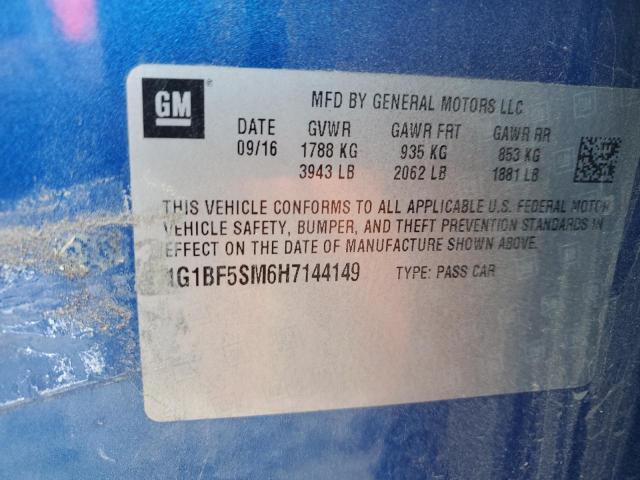 GM
MFD BY GENERAL MOTORS LLC
DATE GVWR GAWR FRT GAWR RR
09/16 1788 KG 935 KG 853 KG
3943 LB 2062 LB 1881 LB
THIS VEHICLE CONFORMS TO ALL APPLICABLE U.S. FEDERAL MOTOR
VEHICLE SAFETY, BUMPER, AND THEFT PREVENTION STANDARDS IN
EFFECT ON THE DATE OF MANUFACTURE SHOWN ABOVE.
1G1BF5SM6H7144149 TYPE: PASS CAR